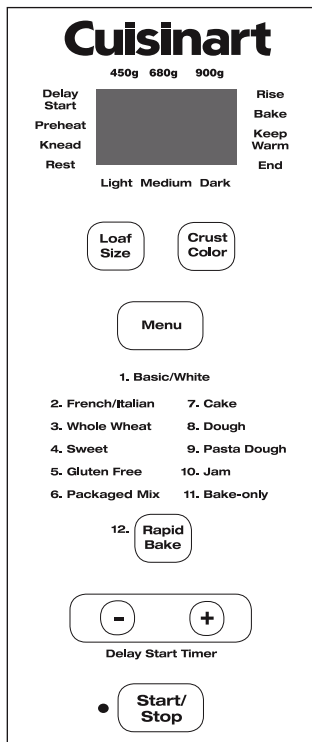 Cuisinart
450g 680g 900g
Delay Start
Preheat
Knead
Rest
Rise
Bake
Keep Warm
End
Light Medium Dark
Loaf Size
Crust Color
Menu
1. Basic/White
2. French/Italian
3. Whole Wheat
4. Sweet
5. Gluten Free
6. Packaged Mix
7. Cake
8. Dough
9. Pasta Dough
10. Jam
11. Bake-only
12. Rapid Bake
- +
Delay Start Timer
Start/ Stop